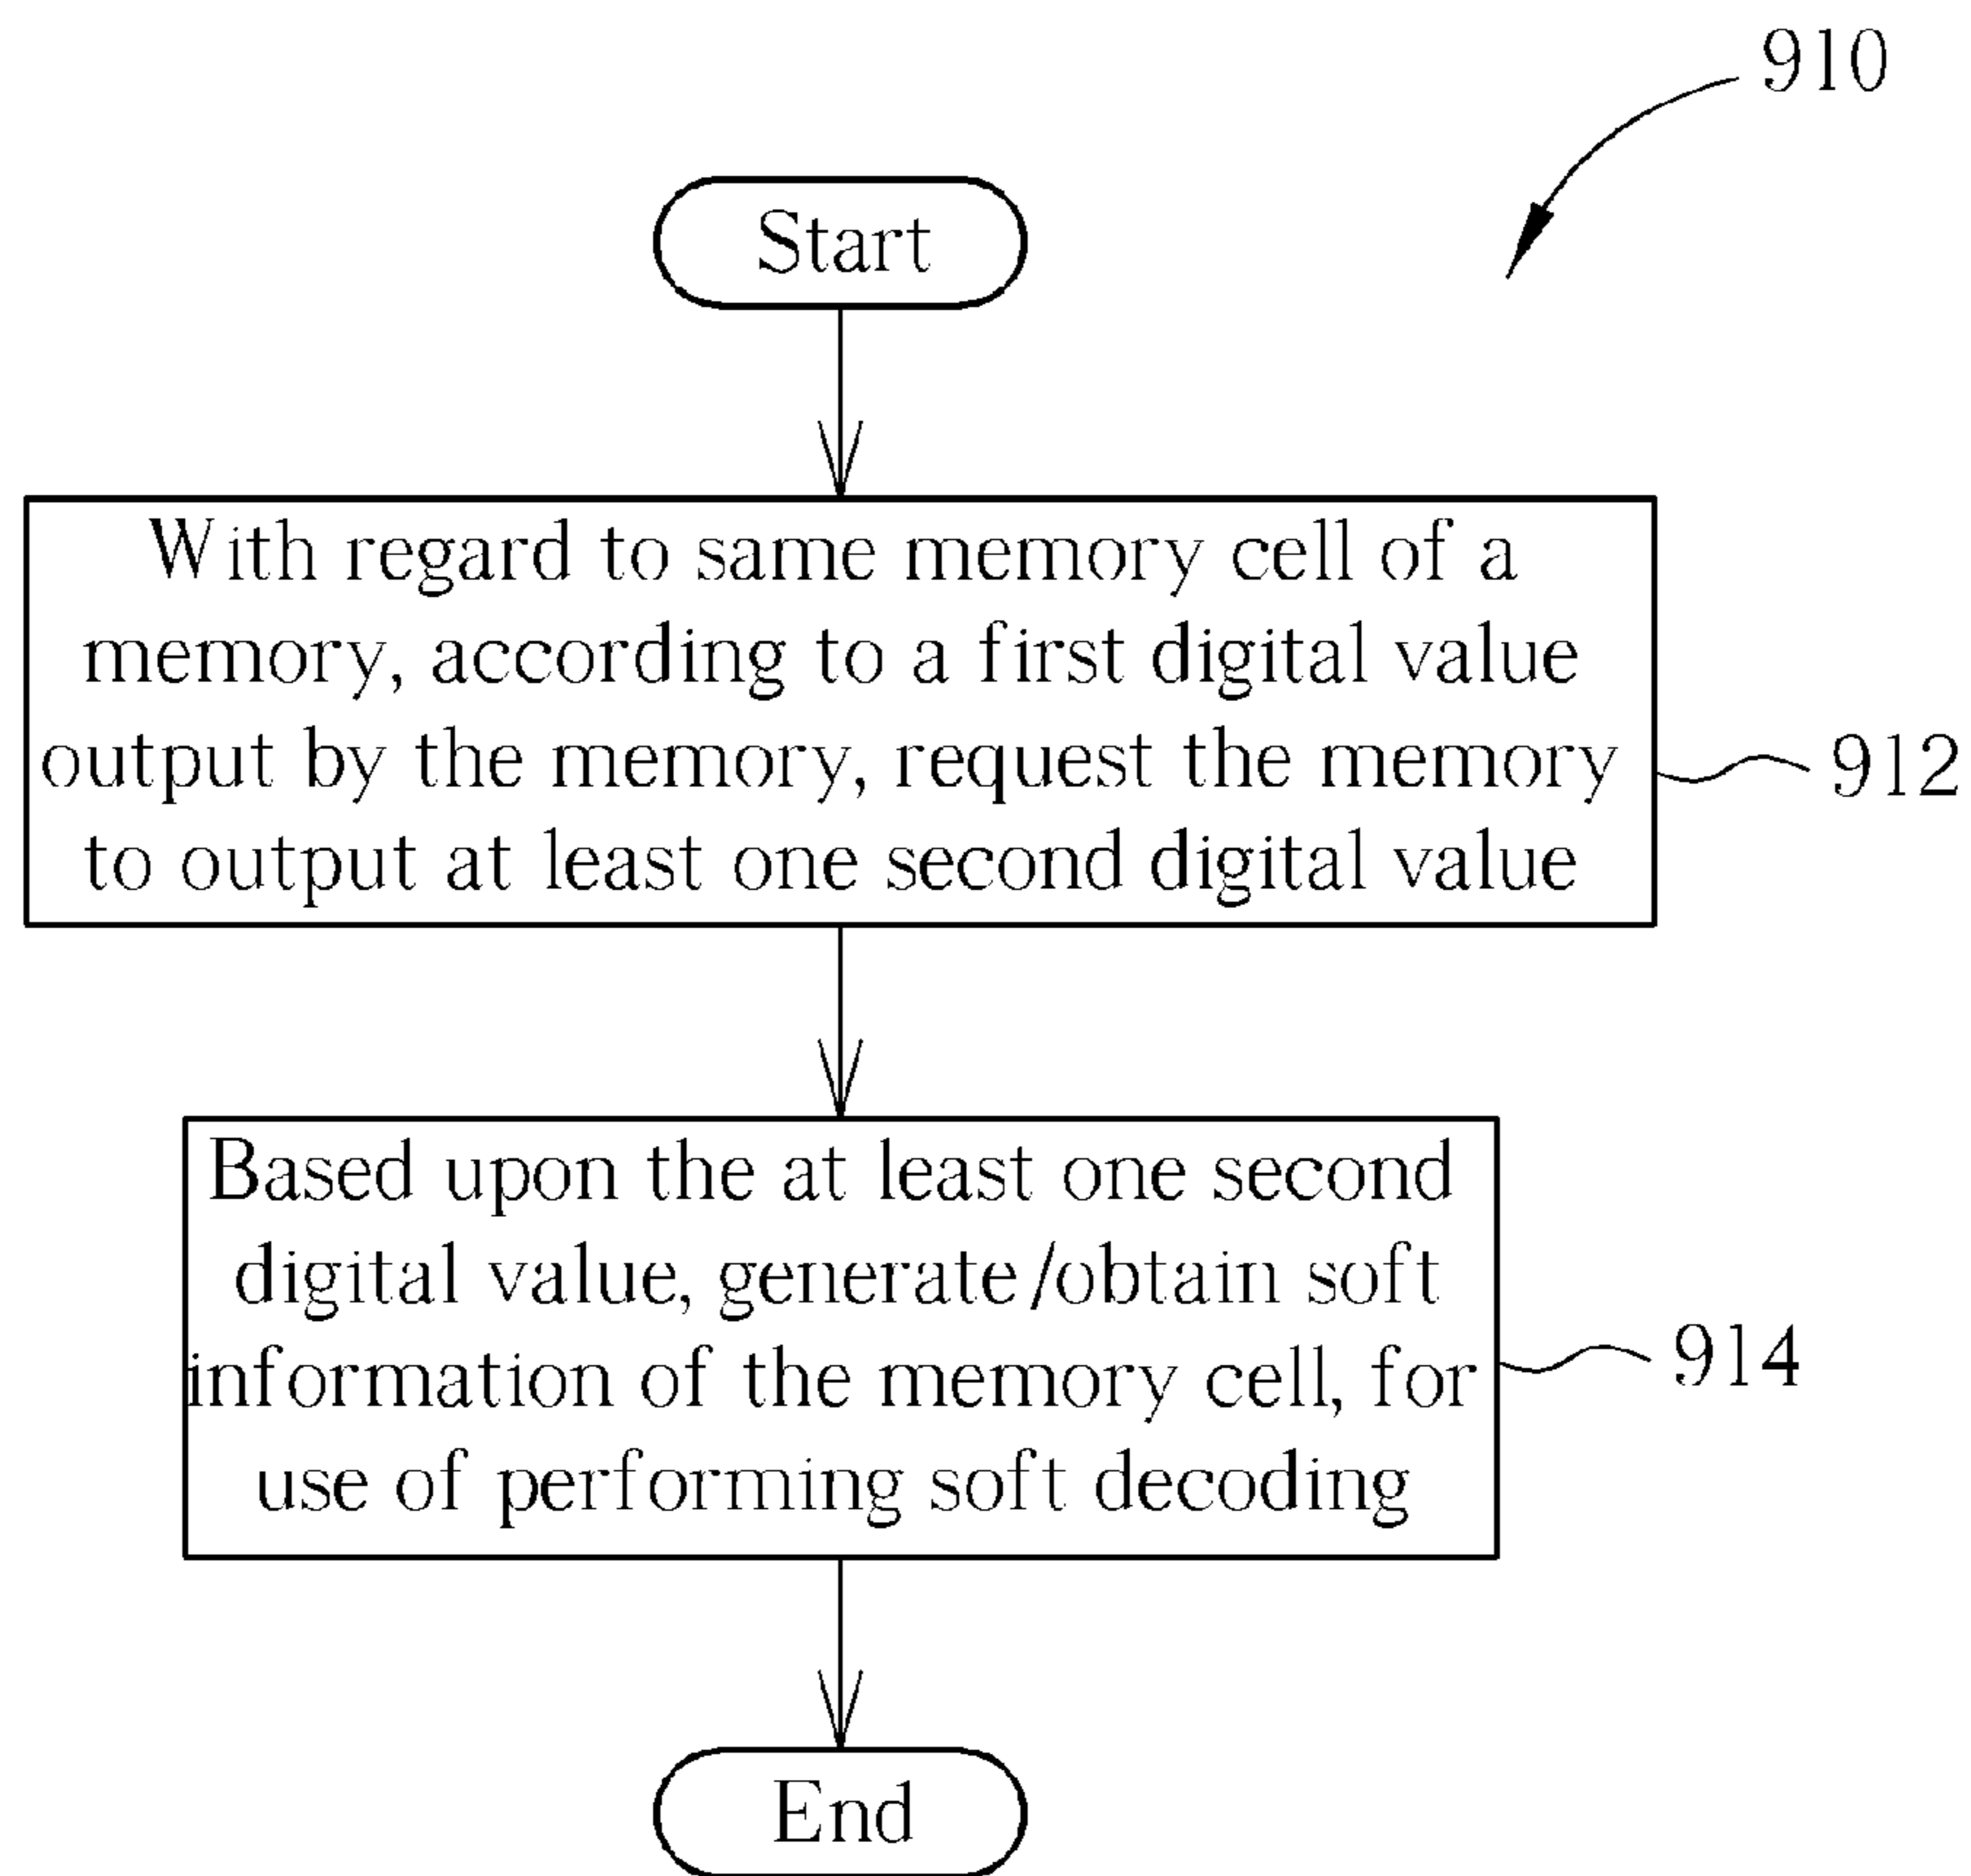 910
Start
With regard to same memory cell of a
memory, according to a first digital value
output by the memory, request the memory
to output at least one second digital value
912
Based upon the at least one second
digital value, generate/obtain soft
information of the memory cell, for
use of performing soft decoding
914
End